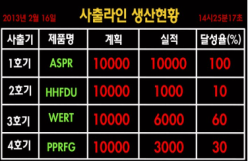 2013년 2월 16일 사출라인 생산현황 14시25분17초
사출기 제품명 계획 실적 달성율(%)
1호기 ASPR 10000 10000 100
2호기 HHFDU 10000 1000 10
3호기 WERT 10000 6000 60
4호기 PPRFG 10000 3000 30